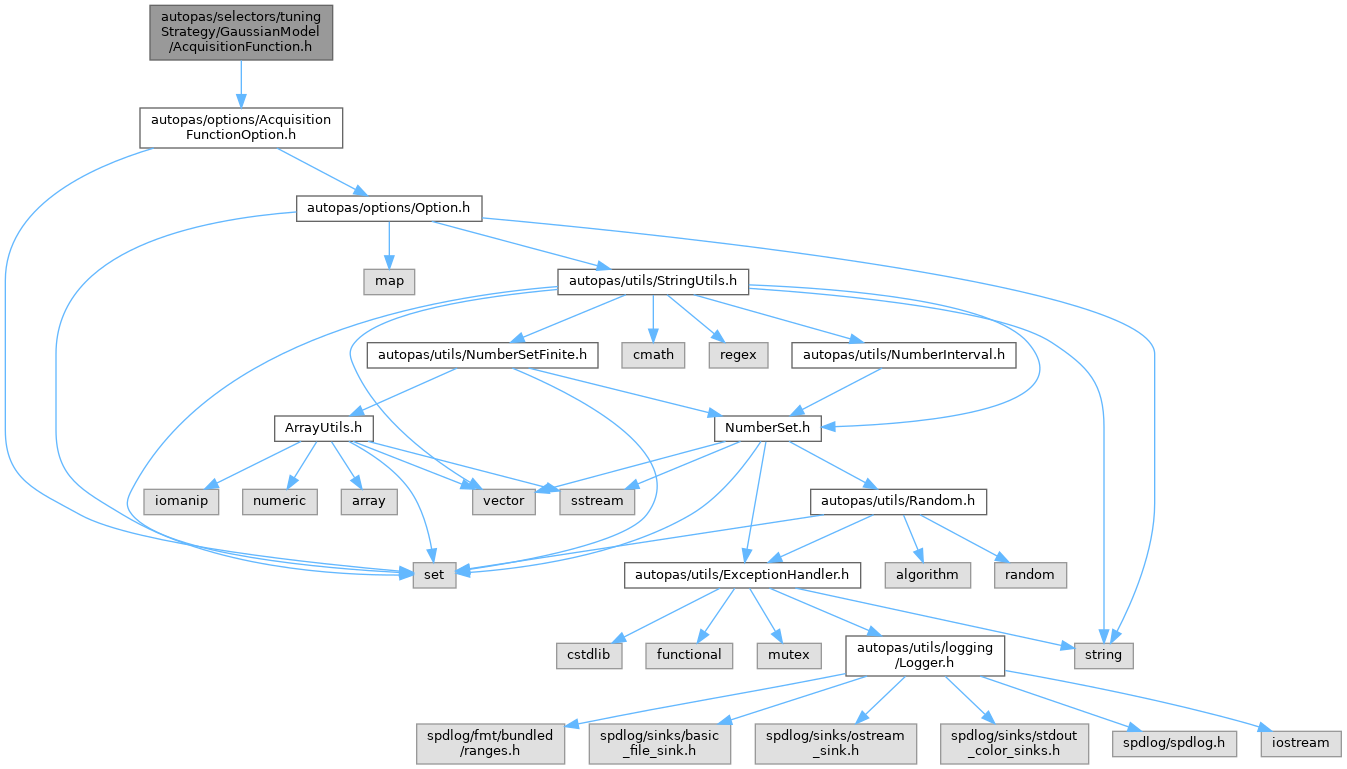 autopas/selectors/tuning
Strategy/GaussianModel
/AcquisitionFunction.h
autopas/options/Acquisition
FunctionOption.h
autopas/options/Option.h
map
autopas/utils/StringUtils.h
autopas/utils/NumberSetFinite.h
cmath
regex
autopas/utils/NumberInterval.h
ArrayUtils.h
NumberSet.h
iomanip
numeric
array
vector
sstream
autopas/utils/Random.h
set
autopas/utils/ExceptionHandler.h
algorithm
random
cstdlib
functional
mutex
autopas/utils/logging
/Logger.h
string
spdlog/fmt/bundled
/ranges.h
spdlog/sinks/basic
_file_sink.h
spdlog/sinks/ostream
_sink.h
spdlog/sinks/stdout
_color_sinks.h
spdlog/spdlog.h
iostream